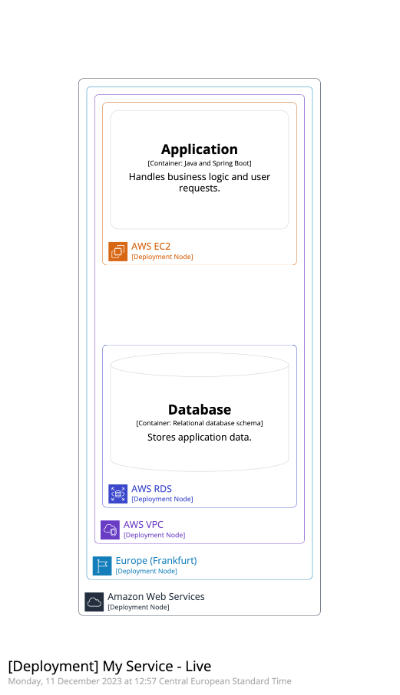 Application
[Container: Java and Spring Boot]
Handles business logic and user
requests.
AWS EC2
[Deployment Node]
Database
[Container: Relational database schema]
Stores application data.
AWS RDS
[Deployment Node]
AWS VPC
[Deployment Node]
Europe (Frankfurt)
[Deployment Node]
Amazon Web Services
[Deployment Node]
[Deployment] My Service - Live
Monday, 11 December 2023 at 12:57 Central European Standard Time